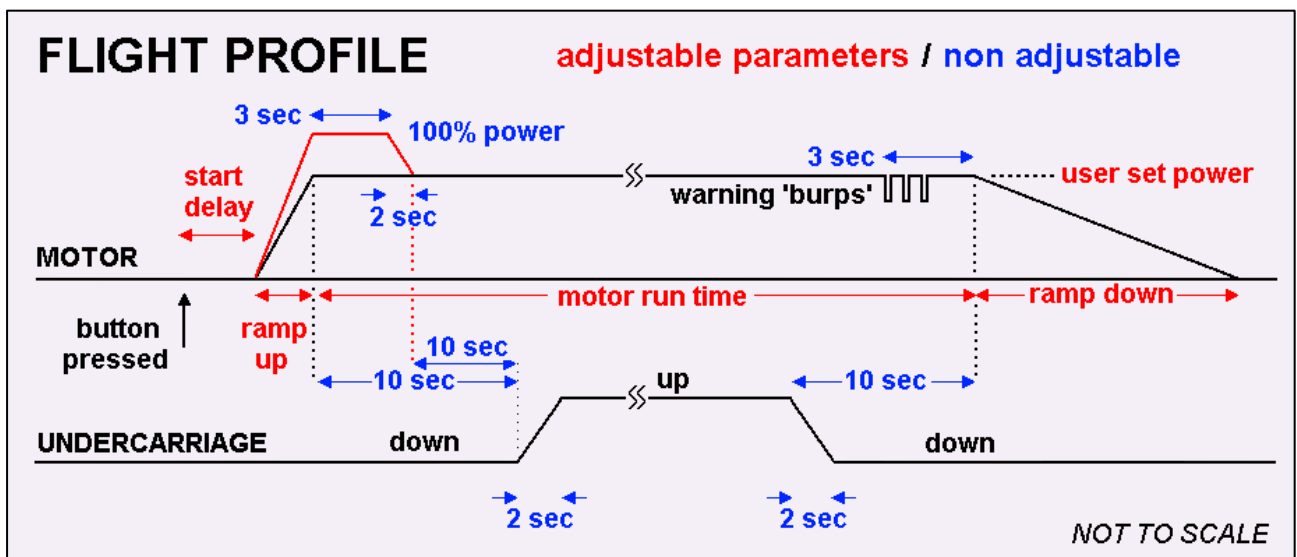 FLIGHT PROFILE
adjustable parameters / non adjustable
3 sec
100% power
start
delay
3 sec
2 sec
warning 'burps'
user set power
MOTOR
button
pressed
ramp
up
motor run time
ramp down
10 sec
10 sec
up
10 sec
UNDERCARRIAGE
down
down
2 sec
2 sec
NOT TO SCALE